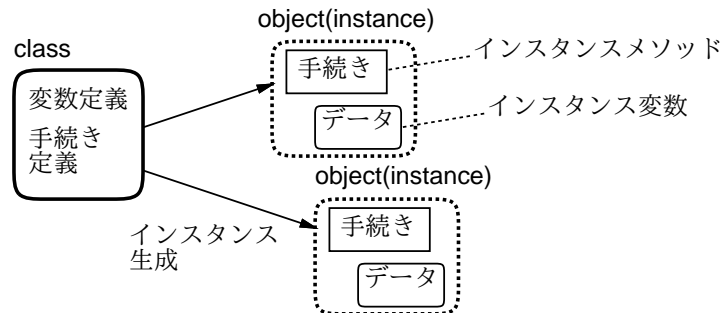 object(instance)
class
手続き
インスタンスメソッド
変数定義
手続き
定義
データ
インスタンス変数
object(instance)
インスタンス
生成
手続き
データ